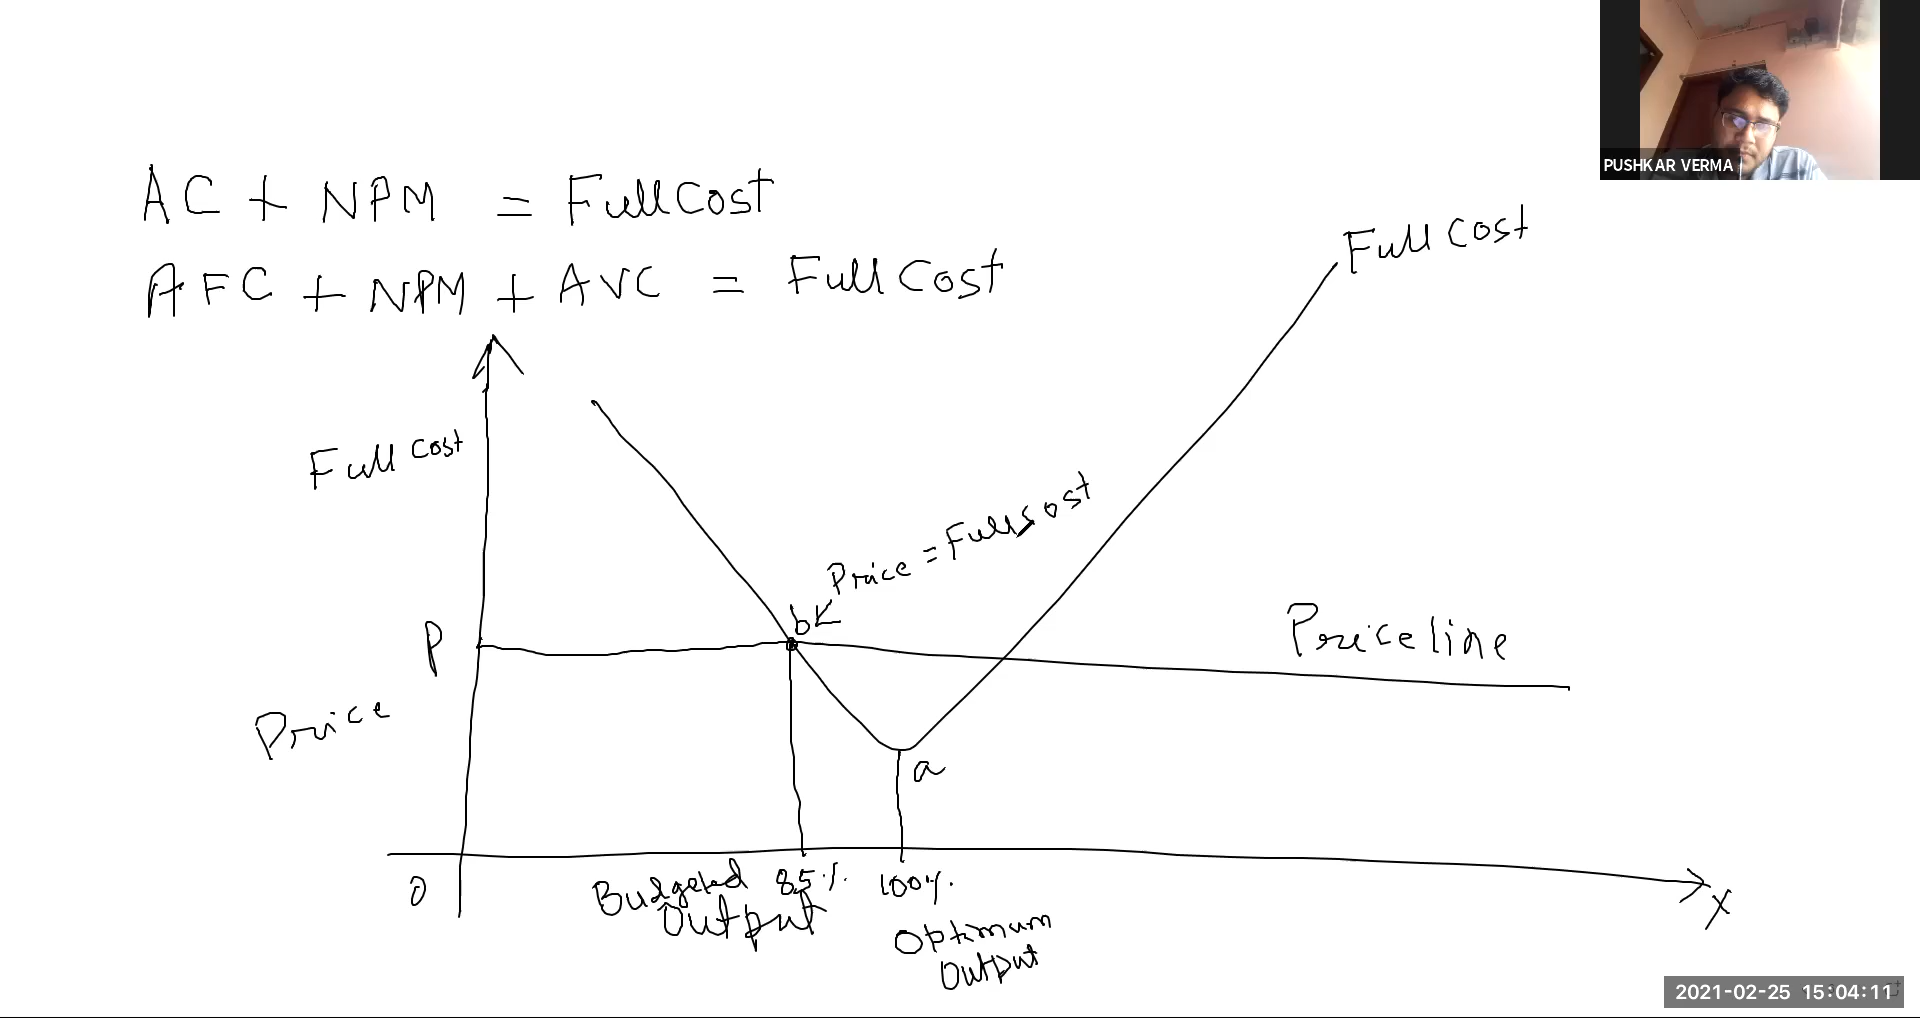 PUSHKAR VERMA
AC + NPM = Full Cost
AFC + NPM + AVC = Full Cost
Full Cost
Full Cost
Price = Full Cost
b
P
Price line
Price
a
0
Budgeted 85% 100%
Output
Optimum
Output
X
2021-02-25 15:04:11